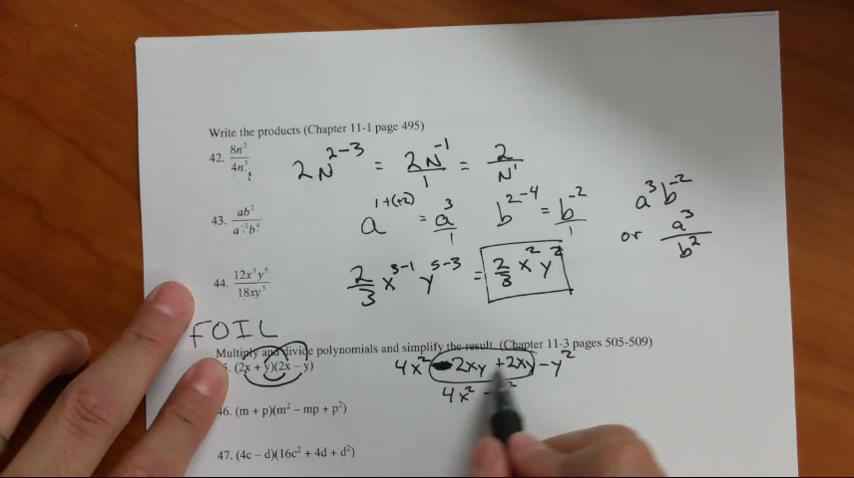 Write the products (Chapter 11-1 page 495)
42. 8n²/4n³ 2N^(2-3) = 2N^(-1)/1 = 2/N¹
43. ab²/a⁻²b⁴ a^(1+(+2)) = a³/1 b^(2-4) = b^(-2)/1 a³b⁻²
or a³/b²
44. 12x³y⁵/18xy³ 2/3 x^(3-1) y^(5-3) = 2/3 x²y²
FOIL
Multiply and divide polynomials and simplify the result. (Chapter 11-3 pages 505-509)
5. (2x + y)(2x – y) 4x² - 2xy + 2xy - y²
4x² -
46. (m + p)(m² – mp + p²)
47. (4c – d)(16c² + 4d + d²)